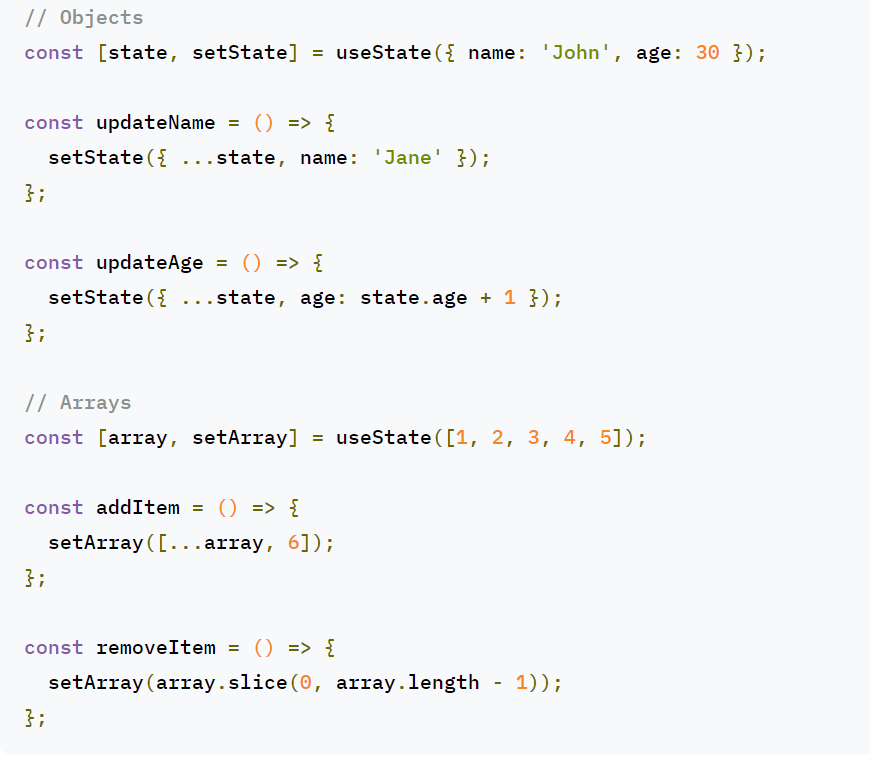 // Objects
const [state, setState] = useState({ name: 'John', age: 30 });
const updateName = () => {
  setState({ ...state, name: 'Jane' });
};
const updateAge = () => {
  setState({ ...state, age: state.age + 1 });
};
// Arrays
const [array, setArray] = useState([1, 2, 3, 4, 5]);
const addItem = () => {
  setArray([...array, 6]);
};
const removeItem = () => {
  setArray(array.slice(0, array.length - 1));
};